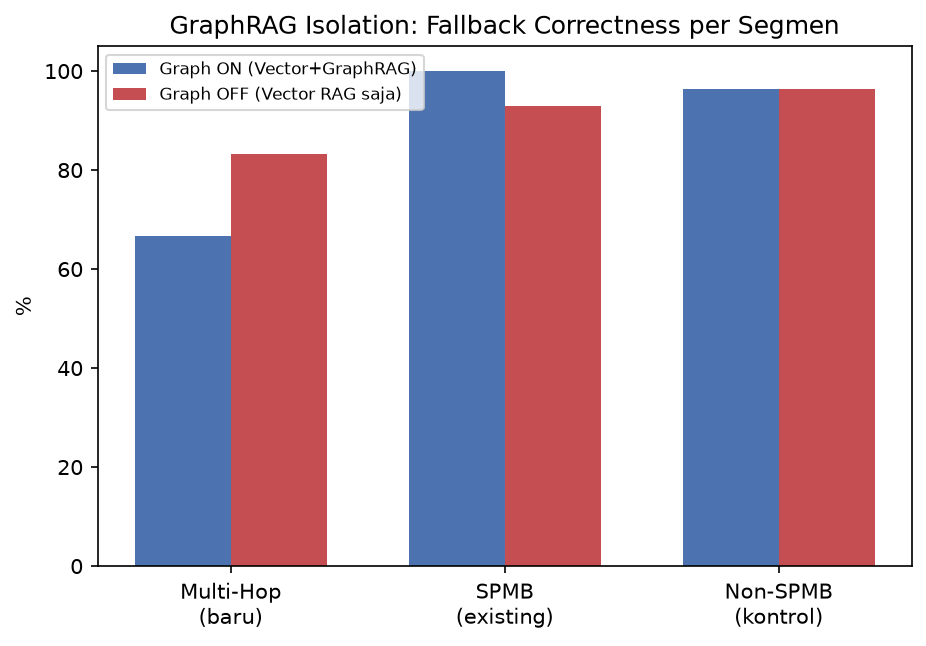 GraphRAG Isolation: Fallback Correctness per Segmen
Graph ON (Vector+GraphRAG)
Graph OFF (Vector RAG saja)
100
80
60
40
20
0
%
Multi-Hop
(baru)
SPMB
(existing)
Non-SPMB
(kontrol)